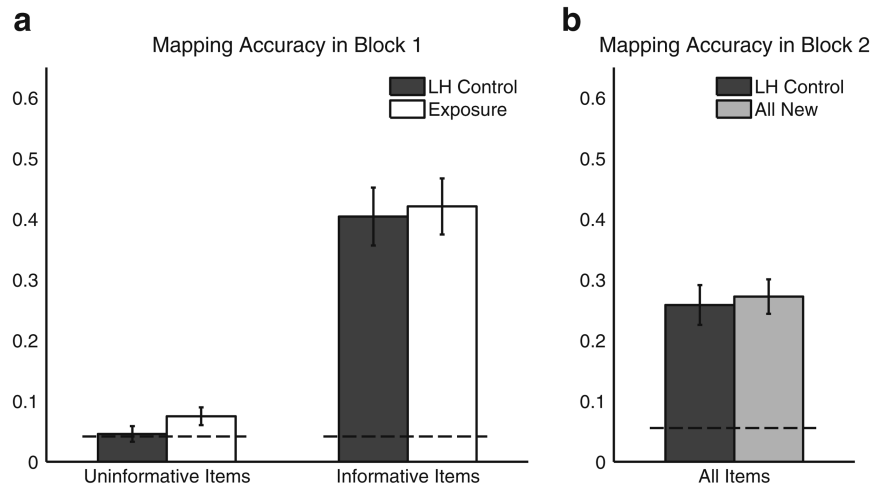 a
Mapping Accuracy in Block 1
LH Control
Exposure
0.6
0.5
0.4
0.3
0.2
0.1
0
Uninformative Items
Informative Items
b
Mapping Accuracy in Block 2
LH Control
All New
0.6
0.5
0.4
0.3
0.2
0.1
0
All Items